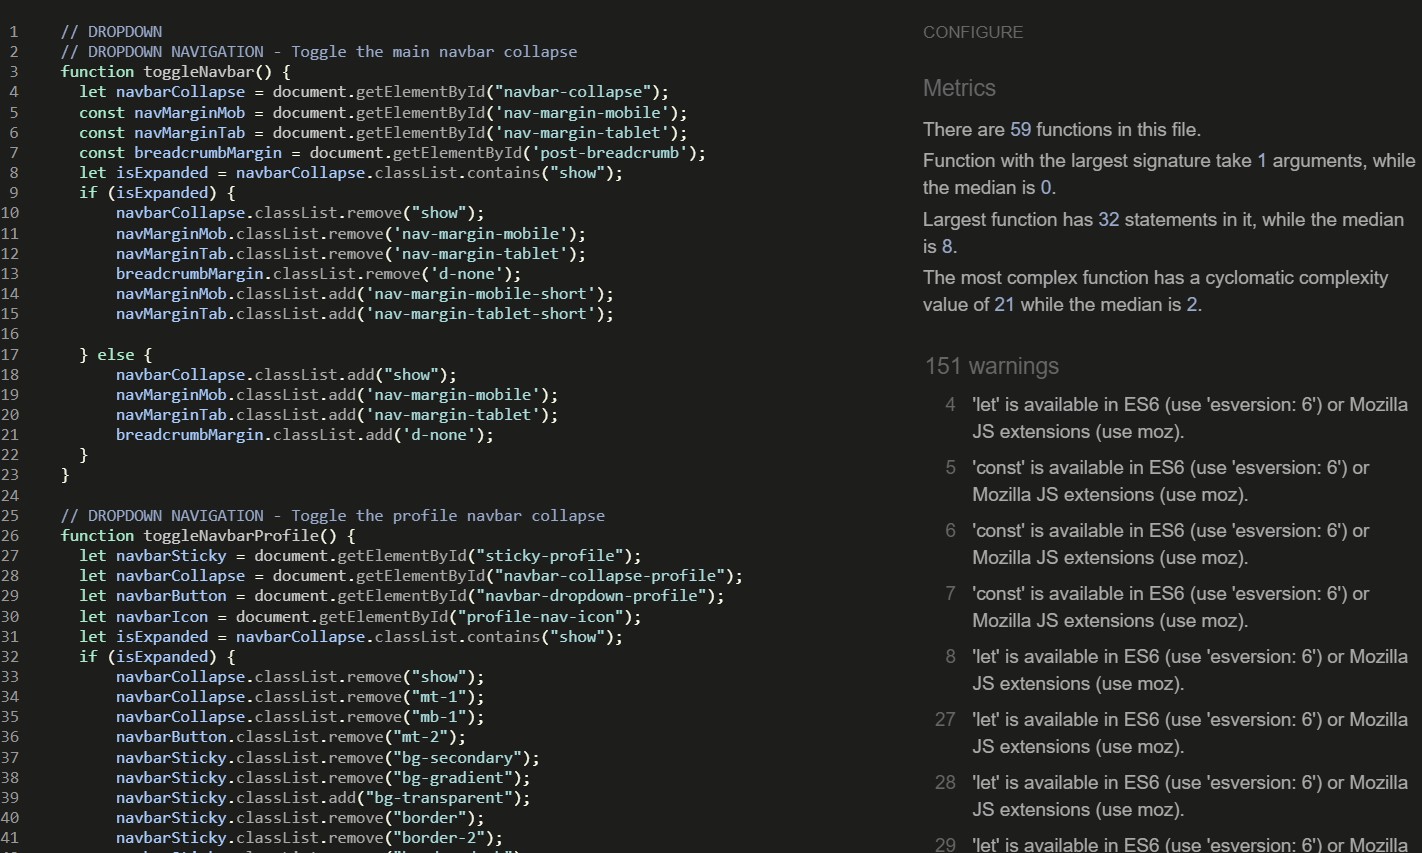 1 // DROPDOWN
2 // DROPDOWN NAVIGATION - Toggle the main navbar collapse
3 function toggleNavbar() {
4 let navbarCollapse = document.getElementById("navbar-collapse");
5 const navMarginMob = document.getElementById('nav-margin-mobile');
6 const navMarginTab = document.getElementById('nav-margin-tablet');
7 const breadcrumbMargin = document.getElementById('post-breadcrumb');
8 let isExpanded = navbarCollapse.classList.contains("show");
9 if (isExpanded) {
10 navbarCollapse.classList.remove("show");
11 navMarginMob.classList.remove('nav-margin-mobile');
12 navMarginTab.classList.remove('nav-margin-tablet');
13 breadcrumbMargin.classList.remove('d-none');
14 navMarginMob.classList.add('nav-margin-mobile-short');
15 navMarginTab.classList.add('nav-margin-tablet-short');
16
17 } else {
18 navbarCollapse.classList.add("show");
19 navMarginMob.classList.add('nav-margin-mobile');
20 navMarginTab.classList.add('nav-margin-tablet');
21 breadcrumbMargin.classList.add('d-none');
22 }
23 }
24
25 // DROPDOWN NAVIGATION - Toggle the profile navbar collapse
26 function toggleNavbarProfile() {
27 let navbarSticky = document.getElementById("sticky-profile");
28 let navbarCollapse = document.getElementById("navbar-collapse-profile");
29 let navbarButton = document.getElementById("navbar-dropdown-profile");
30 let navbarIcon = document.getElementById("profile-nav-icon");
31 let isExpanded = navbarCollapse.classList.contains("show");
32 if (isExpanded) {
33 navbarCollapse.classList.remove("show");
34 navbarCollapse.classList.remove("mt-1");
35 navbarCollapse.classList.remove("mb-1");
36 navbarButton.classList.remove("mt-2");
37 navbarSticky.classList.remove("bg-secondary");
38 navbarSticky.classList.remove("bg-gradient");
39 navbarSticky.classList.add("bg-transparent");
40 navbarSticky.classList.remove("border");
41 navbarSticky.classList.remove("border-2");
CONFIGURE
Metrics
There are 59 functions in this file.
Function with the largest signature take 1 arguments, while
the median is 0.
Largest function has 32 statements in it, while the median
is 8.
The most complex function has a cyclomatic complexity
value of 21 while the median is 2.
151 warnings
4 'let' is available in ES6 (use 'esversion: 6') or Mozilla
JS extensions (use moz).
5 'const' is available in ES6 (use 'esversion: 6') or
Mozilla JS extensions (use moz).
6 'const' is available in ES6 (use 'esversion: 6') or
Mozilla JS extensions (use moz).
7 'const' is available in ES6 (use 'esversion: 6') or
Mozilla JS extensions (use moz).
8 'let' is available in ES6 (use 'esversion: 6') or Mozilla
JS extensions (use moz).
27 'let' is available in ES6 (use 'esversion: 6') or Mozilla
JS extensions (use moz).
28 'let' is available in ES6 (use 'esversion: 6') or Mozilla
JS extensions (use moz).
29 'let' is available in ES6 (use 'esversion: 6') or Mozilla